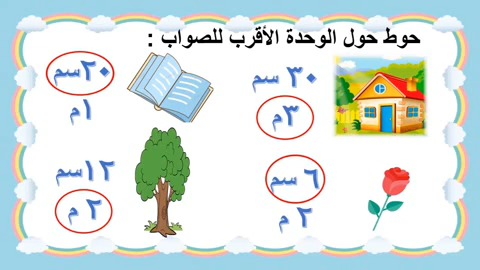 حوط حول الوحدة الأقرب للصواب :
٣٠ سم
٣م
٢٠سم
١م
٦ سم
٢ م
١٢سم
٢ م